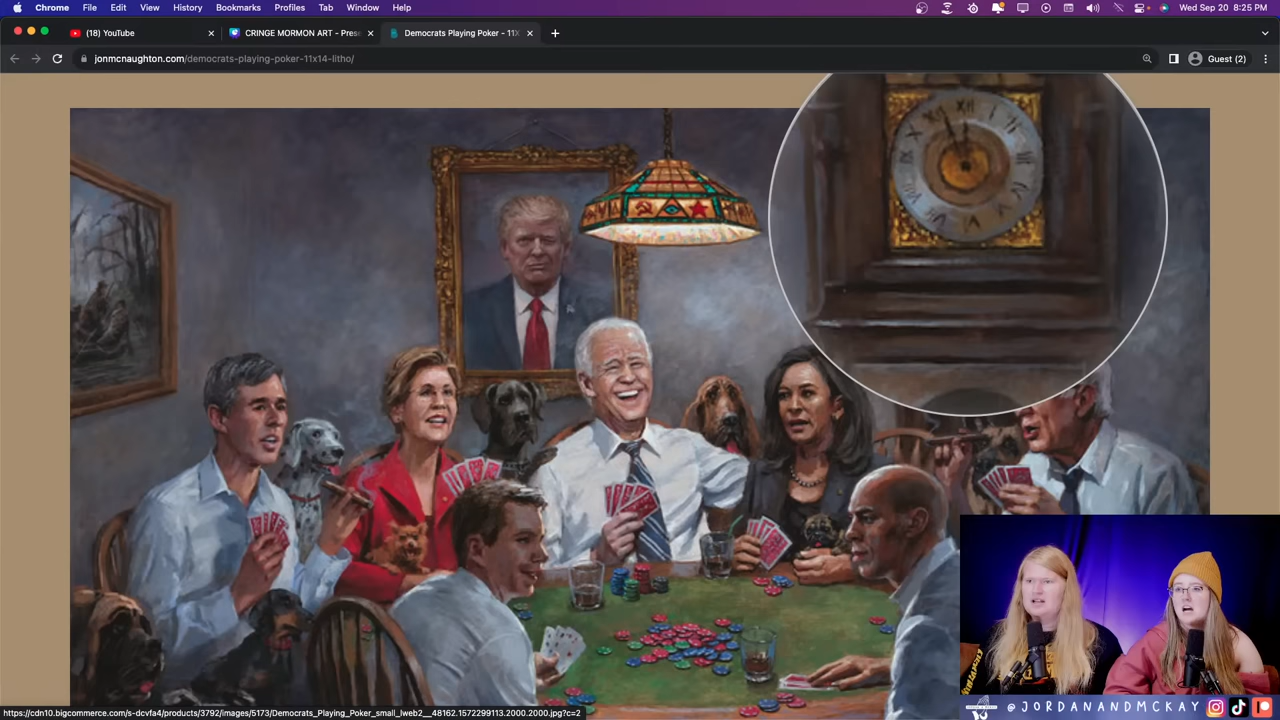 Chrome File Edit View History Bookmarks Profiles Tab Window Help Wed Sep 20 8:25 PM
(18) YouTube CRINGE MORMON ART - Prese Democrats Playing Poker - 11X
jonmcnaughton.com/democrats-playing-poker-11x14-litho/ Guest (2)
@JORDANANDMCKAY
https://cdn10.bigcommerce.com/s-dcvfa4/products/3792/images/5173/Democrats_Playing_Poker_small_lweb2__48162.1572299113.2000.2000.jpg?c=2